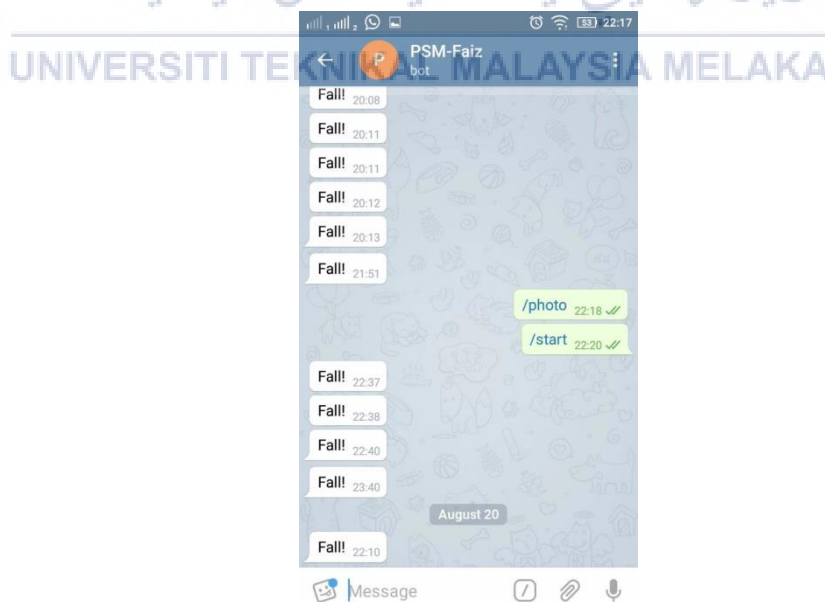 22:17
53
PSM-Faiz
bot
UNIVERSITI TEKNIKAL MALAYSIA MELAKA
Fall! 20:08
Fall! 20:11
Fall! 20:11
Fall! 20:12
Fall! 20:13
Fall! 21:51
/photo 22:18
/start 22:20
Fall! 22:37
Fall! 22:38
Fall! 22:40
Fall! 23:40
August 20
Fall! 22:10
Message